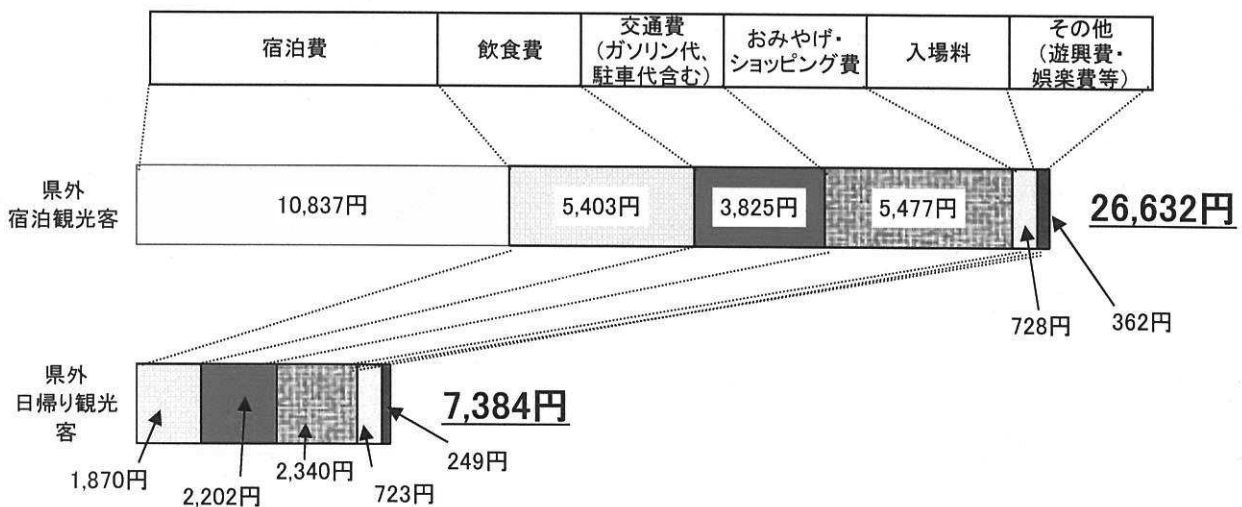 宿泊費
飲食費
交通費
(ガソリン代、
駐車代含む)
おみやげ・
ショッピング費
入場料
その他
(遊興費・
娯楽費等)
県外
宿泊観光客
10,837円
5,403円
3,825円
5,477円
26,632円
728円
362円
県外
日帰り観光
客
7,384円
1,870円
2,202円
2,340円
723円
249円